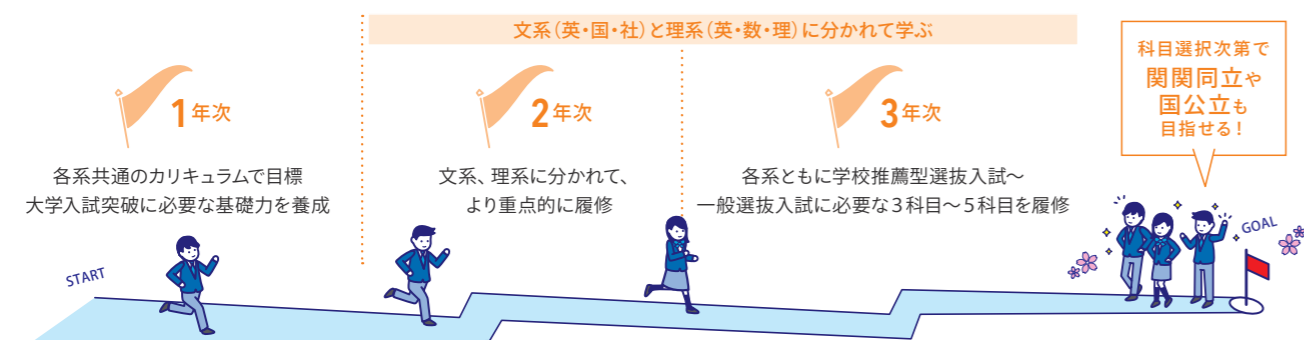 文系（英・国・社）と理系（英・数・理）に分かれて学ぶ
1年次
各系共通のカリキュラムで目標
大学入試突破に必要な基礎力を養成
2年次
文系、理系に分かれて、
より重点的に履修
3年次
各系ともに学校推薦型選抜入試～
一般選抜入試に必要な3科目～5科目を履修
科目選択次第で
関関同立や
国公立も
目指せる！
START
GOAL